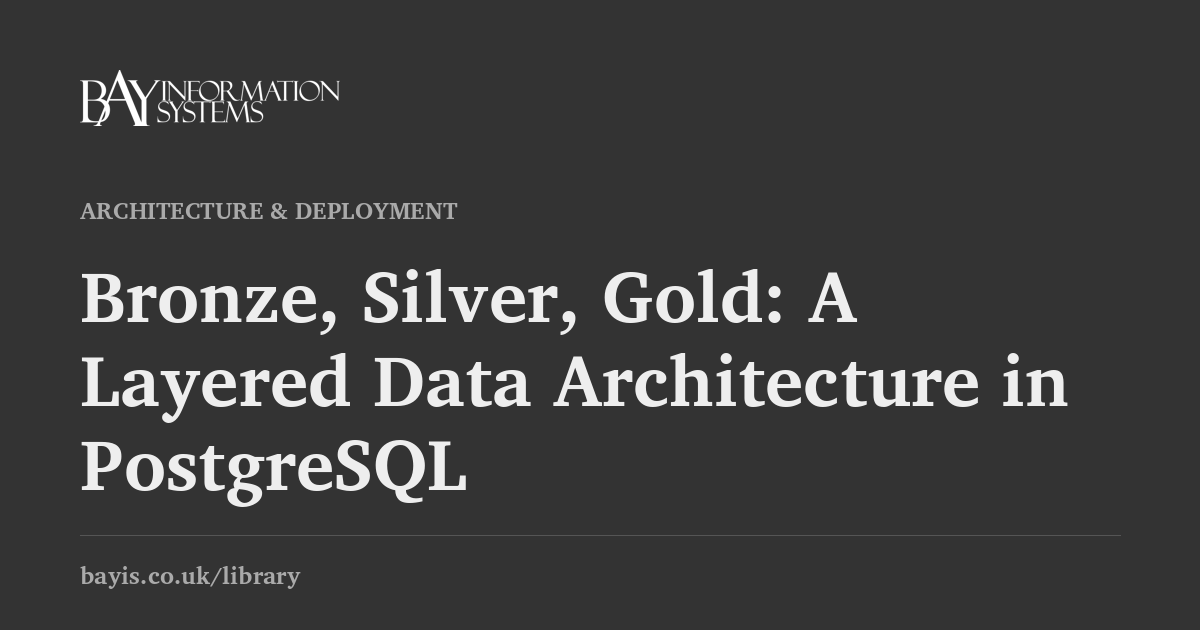 BAY INFORMATION
SYSTEMS
ARCHITECTURE & DEPLOYMENT
Bronze, Silver, Gold: A
Layered Data Architecture in
PostgreSQL
bayis.co.uk/library